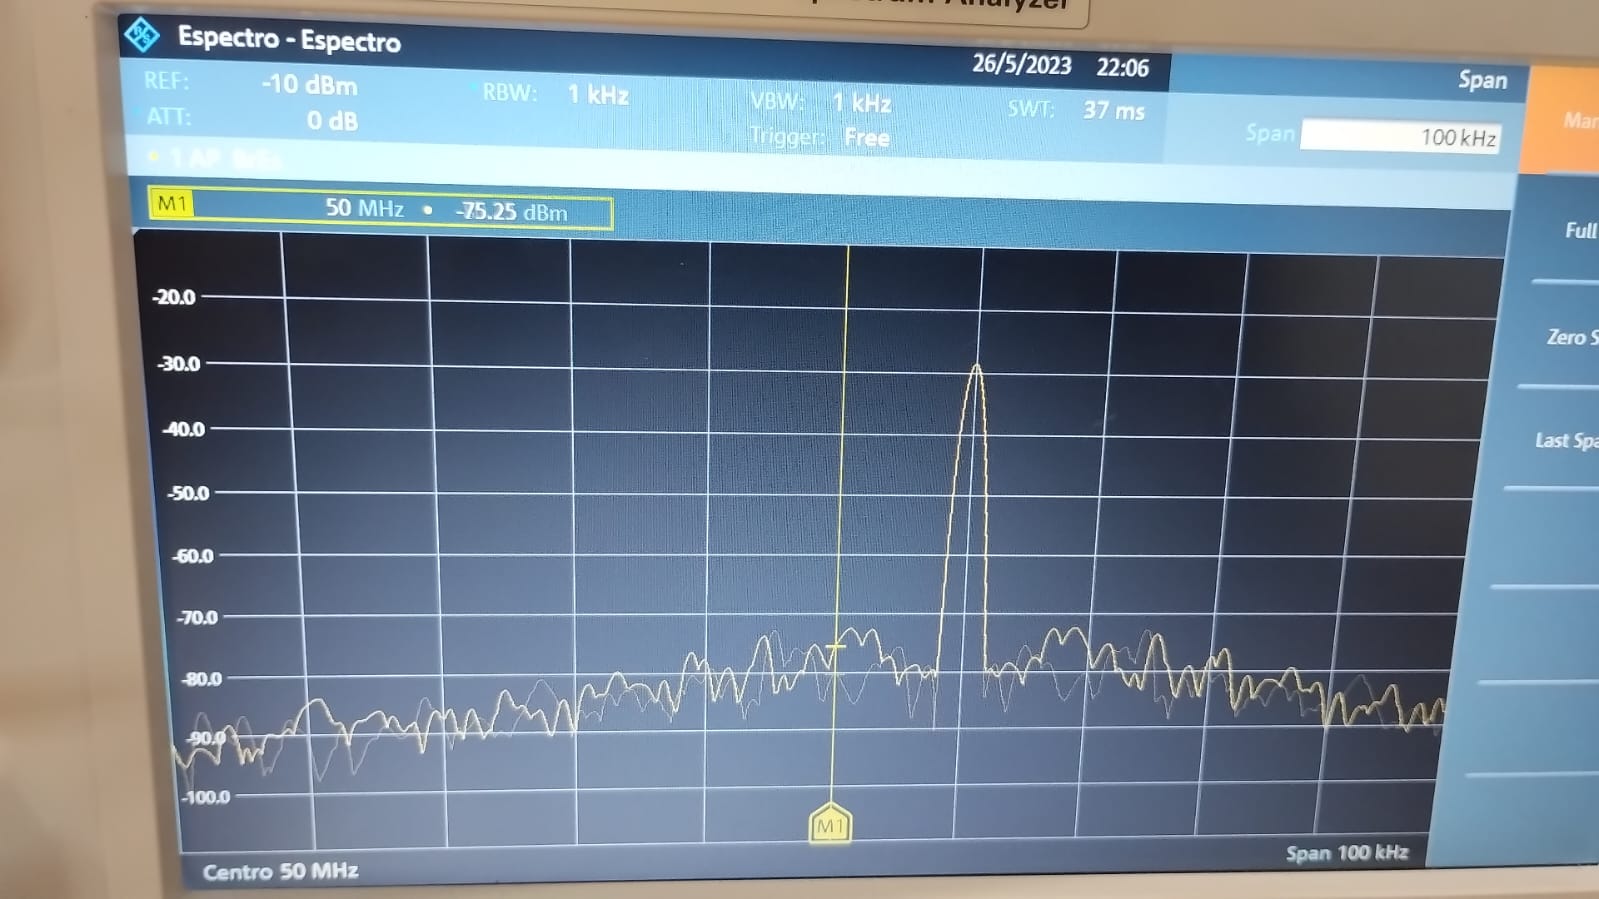 Analyzer
Espectro - Espectro
26/5/2023 22:06
Span
REF: -10 dBm
RBW: 1 kHz
VBW: 1 kHz
SWT: 37 ms
ATT: 0 dB
Trigger: Free
Span 100 kHz
1 AP
M1 50 MHz • -75.25 dBm
Full
Zero S
Last Spa
-20.0
-30.0
-40.0
-50.0
-60.0
-70.0
-80.0
-90.0
-100.0
M1
Centro 50 MHz
Span 100 kHz